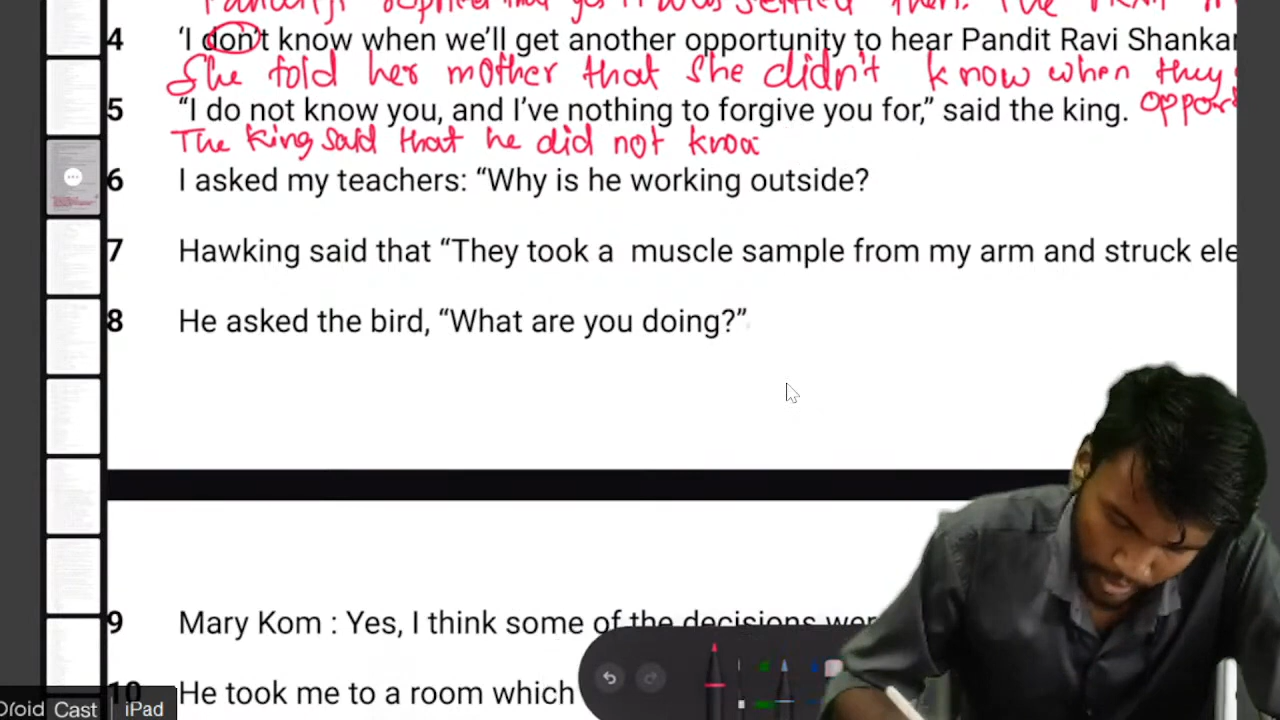 4 'I don't know when we'll get another opportunity to hear Pandit Ravi Shankar
She told her mother that she didn't know when they
5 "I do not know you, and I've nothing to forgive you for," said the king.
The king said that he did not know
6 I asked my teachers: "Why is he working outside?
7 Hawking said that "They took a muscle sample from my arm and struck ele
8 He asked the bird, "What are you doing?"
9 Mary Kom : Yes, I think some of the decisions wer
10 He took me to a room which
Droid Cast iPad